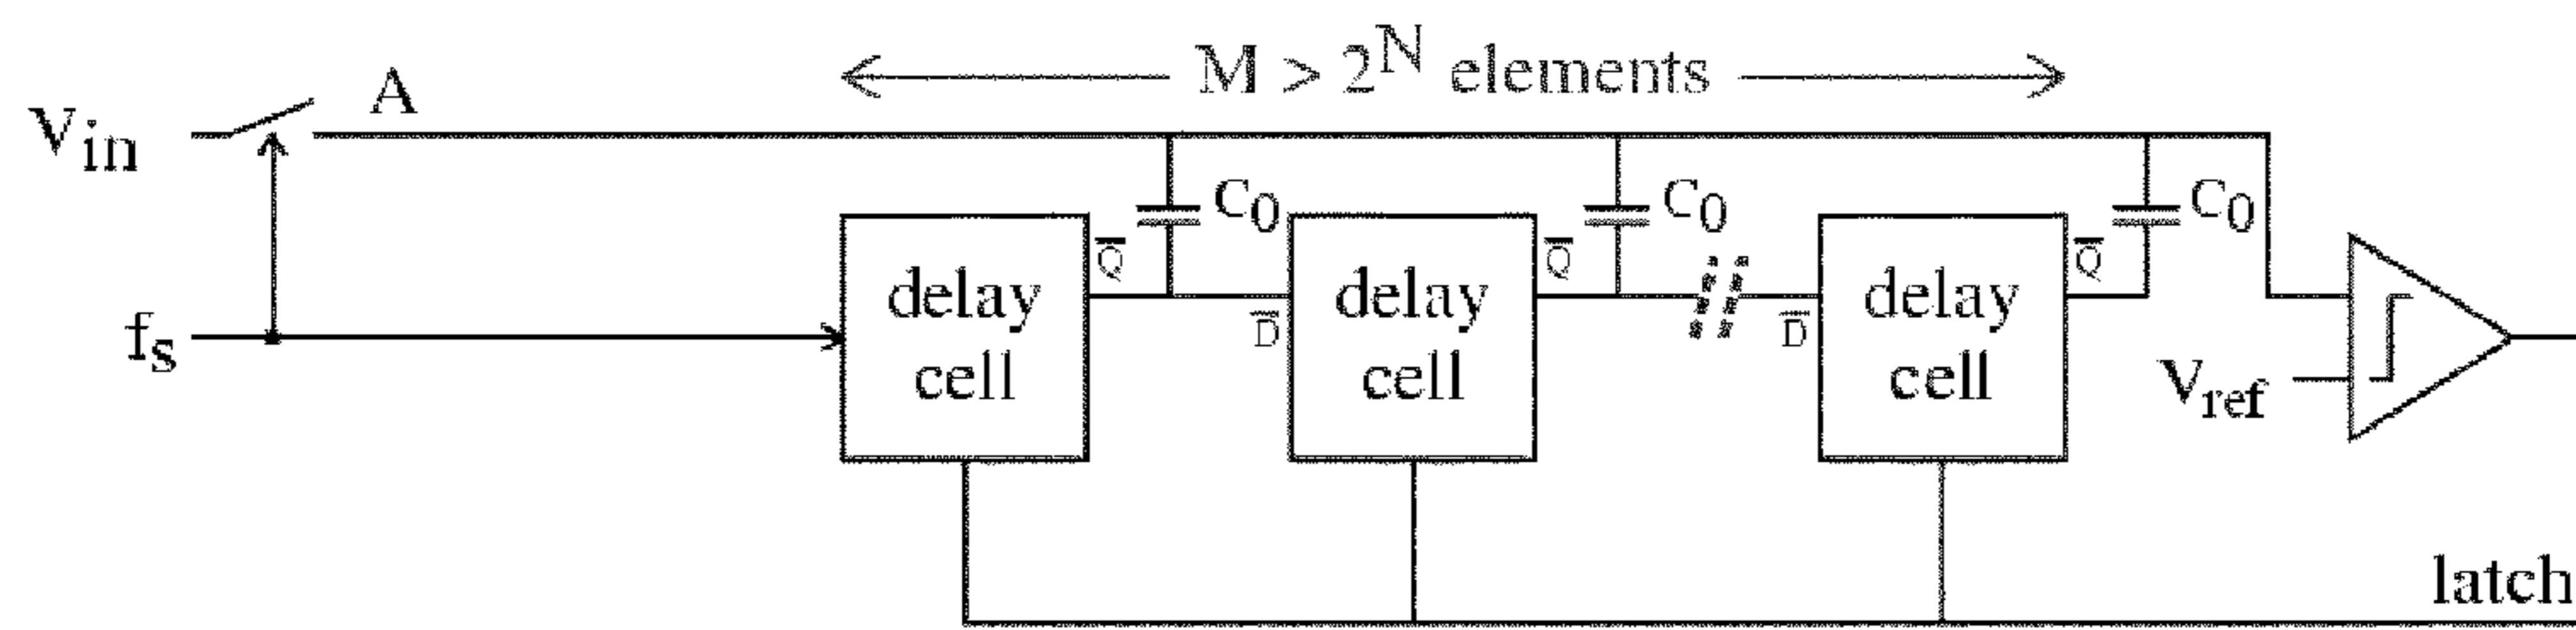 M > 2^N elements
V_in
A
C_0
C_0
C_0
Q̅
Q̅
Q̅
delay cell
delay cell
delay cell
D̅
D̅
f_s
V_ref
latch